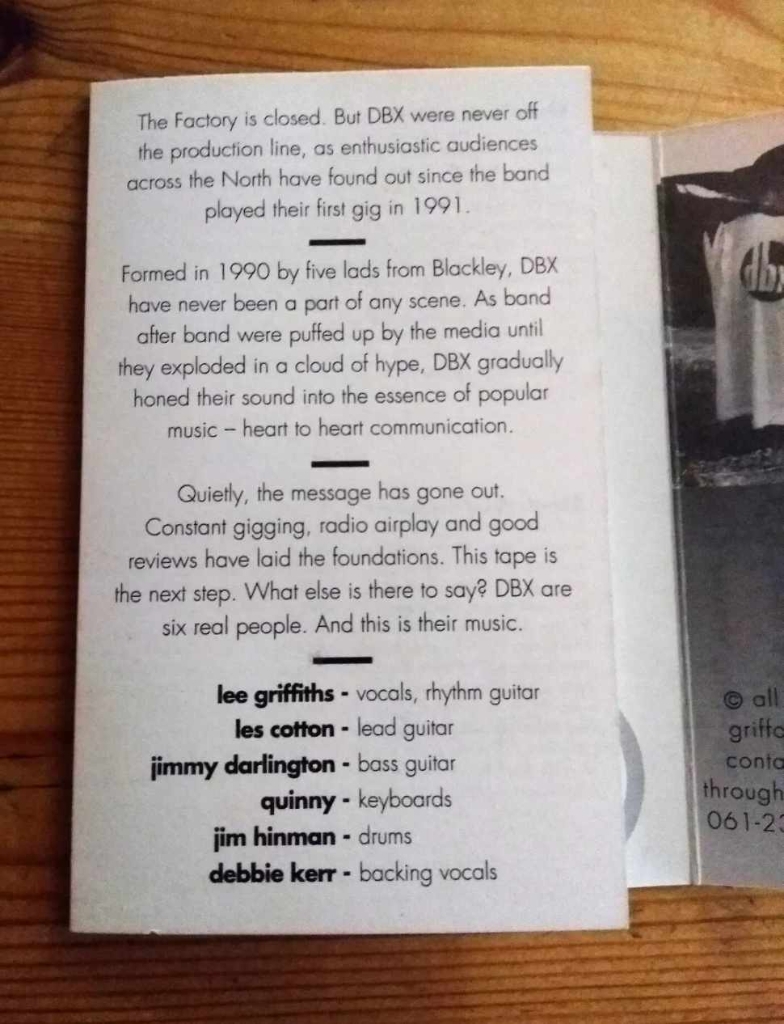 The Factory is closed. But DBX were never off
the production line, as enthusiastic audiences
across the North have found out since the band
played their first gig in 1991.
Formed in 1990 by five lads from Blackley, DBX
have never been a part of any scene. As band
after band were puffed up by the media until
they exploded in a cloud of hype, DBX gradually
honed their sound into the essence of popular
music – heart to heart communication.
Quietly, the message has gone out.
Constant gigging, radio airplay and good
reviews have laid the foundations. This tape is
the next step. What else is there to say? DBX are
six real people. And this is their music.
lee griffiths - vocals, rhythm guitar
les cotton - lead guitar
jimmy darlington - bass guitar
quinny - keyboards
jim hinman - drums
debbie kerr - backing vocals
© all
through
061-23